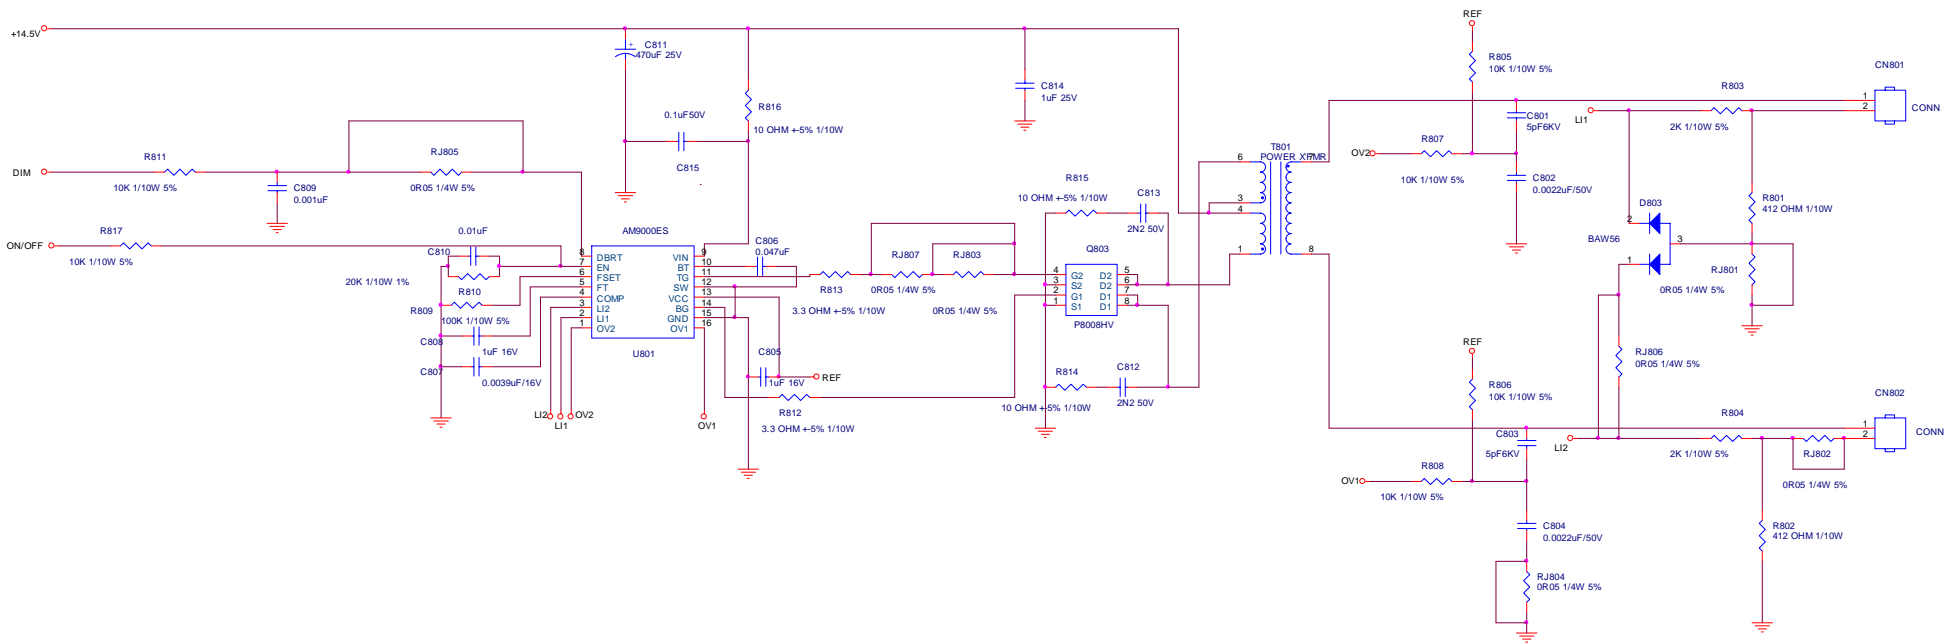 +14.5V
C811
470uF 25V
R816
10 OHM +-5% 1/10W
0.1uF50V
C815
C814
1uF 25V
R811
10K 1/10W 5%
DIM
C809
0.001uF
RJ805
0R05 1/4W 5%
ON/OFF
R817
10K 1/10W 5%
0.01uF
C810
20K 1/10W 1%
R810
R809
100K 1/10W 5%
C808
1uF 16V
C807
0.0039uF/16V
AM9000ES
8 DBRT VIN 9
7 EN BT 10
6 FSET TG 11
5 FT SW 12
4 COMP VCC 13
3 LI2 BG 14
2 LI1 GND 15
1 OV2 OV1 16
U801
LI2
LI1
OV2
OV1
C806
0.047uF
C805
1uF 16V
REF
R812
3.3 OHM +-5% 1/10W
R813
3.3 OHM +-5% 1/10W
RJ807
0R05 1/4W 5%
RJ803
0R05 1/4W 5%
R815
10 OHM +-5% 1/10W
C813
2N2 50V
Q803
4 G2 D2 5
3 S2 D2 6
2 G1 D1 7
1 S1 D1 8
P8008HV
R814
10 OHM +-5% 1/10W
C812
2N2 50V
T801
POWER XFMR
6
3
4
1
7
8
REF
R805
10K 1/10W 5%
OV2
R807
10K 1/10W 5%
C801
5pF6KV
C802
0.0022uF/50V
LI1
R803
2K 1/10W 5%
CN801
1
2
CONN
D803
2
BAW56
3
1
R801
412 OHM 1/10W
RJ801
0R05 1/4W 5%
RJ806
0R05 1/4W 5%
REF
R806
10K 1/10W 5%
OV1
R808
10K 1/10W 5%
C803
5pF6KV
C804
0.0022uF/50V
RJ804
0R05 1/4W 5%
LI2
R804
2K 1/10W 5%
RJ802
0R05 1/4W 5%
R802
412 OHM 1/10W
CN802
1
2
CONN